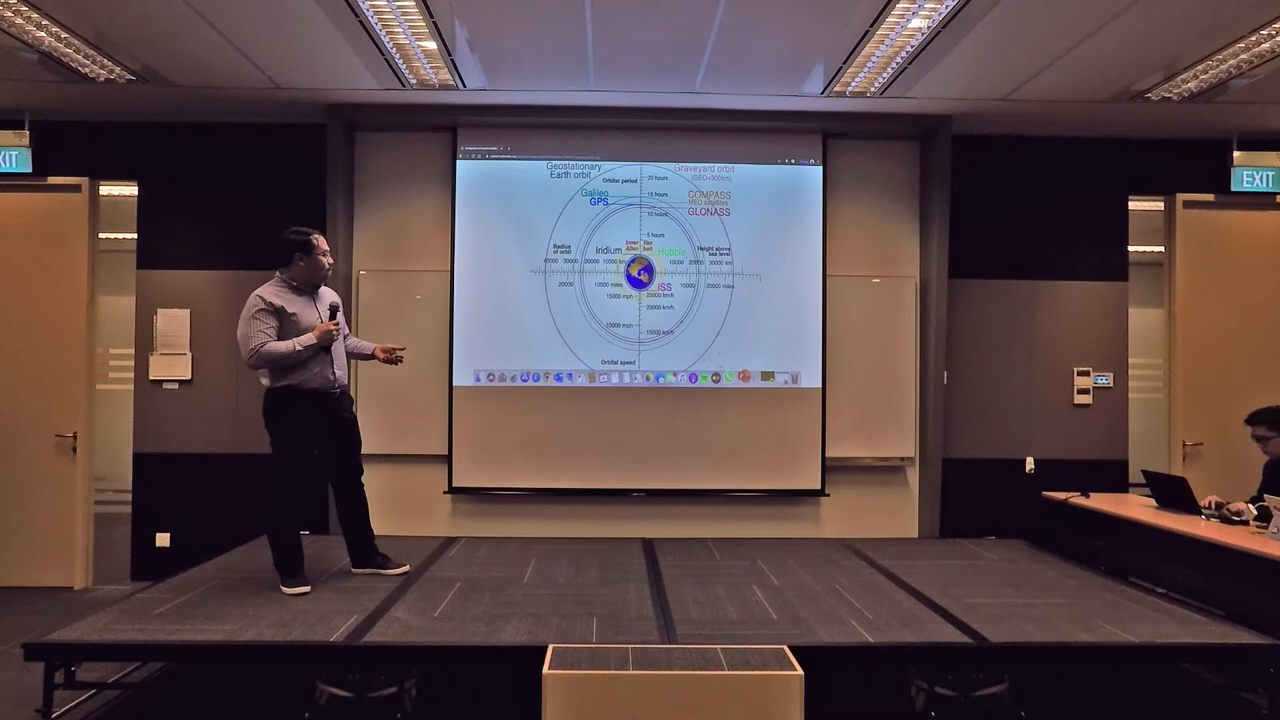 EXIT
EXIT
Geostationary
Earth orbit
Graveyard orbit
(GEO+300km)
Orbital period
20 hours
Galileo
15 hours
COMPASS
GPS
MEO satellites
10 hours
GLONASS
5 hours
Radius
of orbit
Iridium
Inner Van
Allen belt
Hubble
Height above
sea level
40000 30000 20000 10000 km
10000 20000 30000 km
20000
10000 miles
ISS
10000 20000 miles
15000 mph
25000 km/h
20000 km/h
10000 mph
15000 km/h
Orbital speed